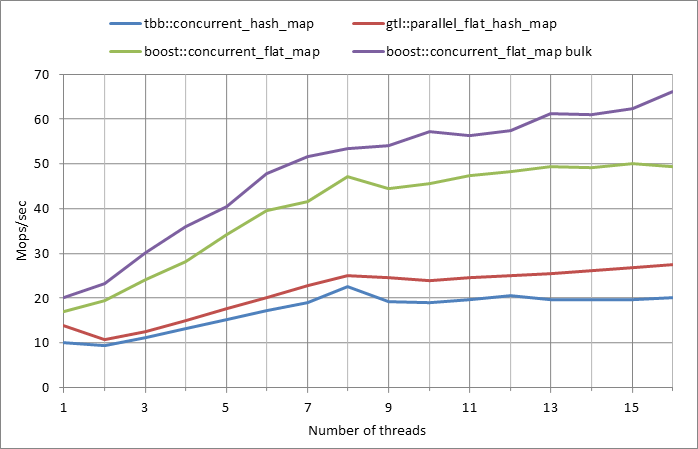 tbb::concurrent_hash_map gtl::parallel_flat_hash_map
boost::concurrent_flat_map boost::concurrent_flat_map bulk
70
60
50
40
30
20
10
0
Mops/sec
1 3 5 7 9 11 13 15
Number of threads